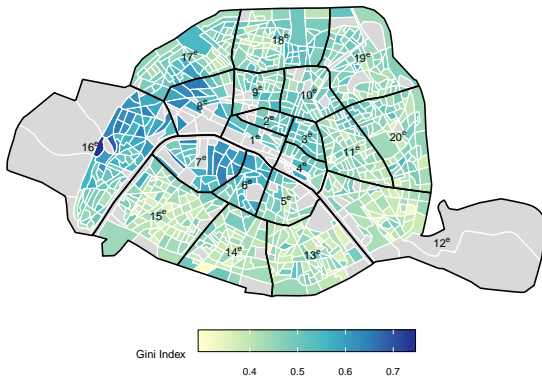 18ᵉ
17ᵉ
19ᵉ
9ᵉ
10ᵉ
8ᵉ
2ᵉ
20ᵉ
1ᵉ
3ᵉ
16ᵉ
11ᵉ
7ᵉ
4ᵉ
6ᵉ
5ᵉ
15ᵉ
12ᵉ
14ᵉ
13ᵉ
Gini Index
0.4 0.5 0.6 0.7